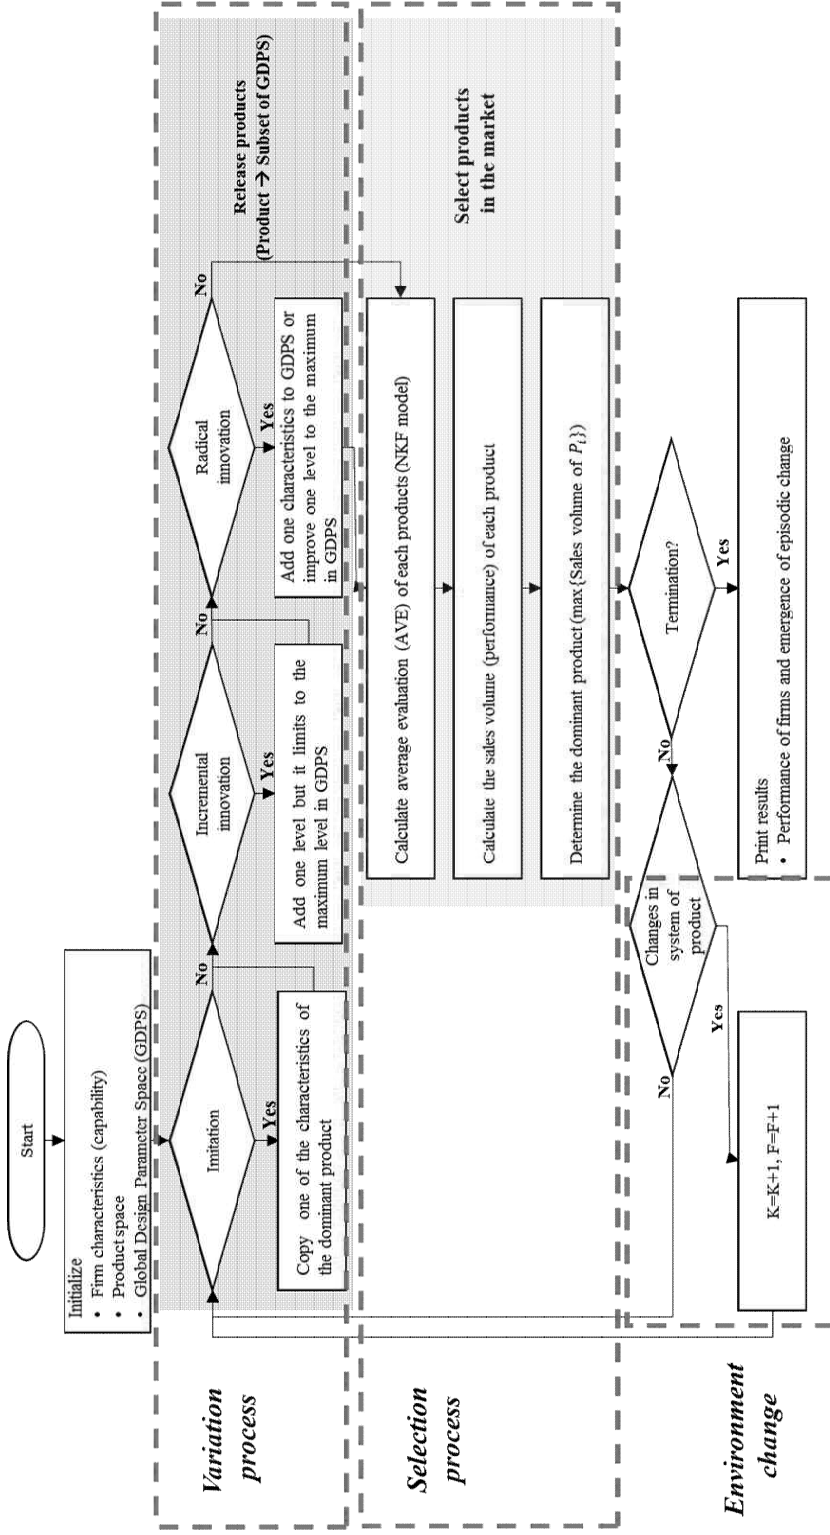 Start
Initialize
• Firm characteristics (capability)
• Product space
• Global Design Parameter Space (GDPS)
Variation
process
Imitation
No
Yes
Copy one of the characteristics of
the dominant product
Incremental
innovation
No
Yes
Add one level but it limits to the
maximum level in GDPS
Radical
innovation
No
Yes
Add one characteristics to GDPS or
improve one level to the maximum
in GDPS
Release products
(Product → Subset of GDPS)
Selection
process
Calculate average evaluation (AVE) of each products (NKF model)
Calculate the sales volume (performance) of each product
Determine the dominant product (max{Sales volume of P_i})
Select products
in the market
Environment
change
No
Changes in
system of
product
Yes
No
Termination?
Yes
K=K+1, F=F+1
Print results
• Performance of firms and emergence of episodic change